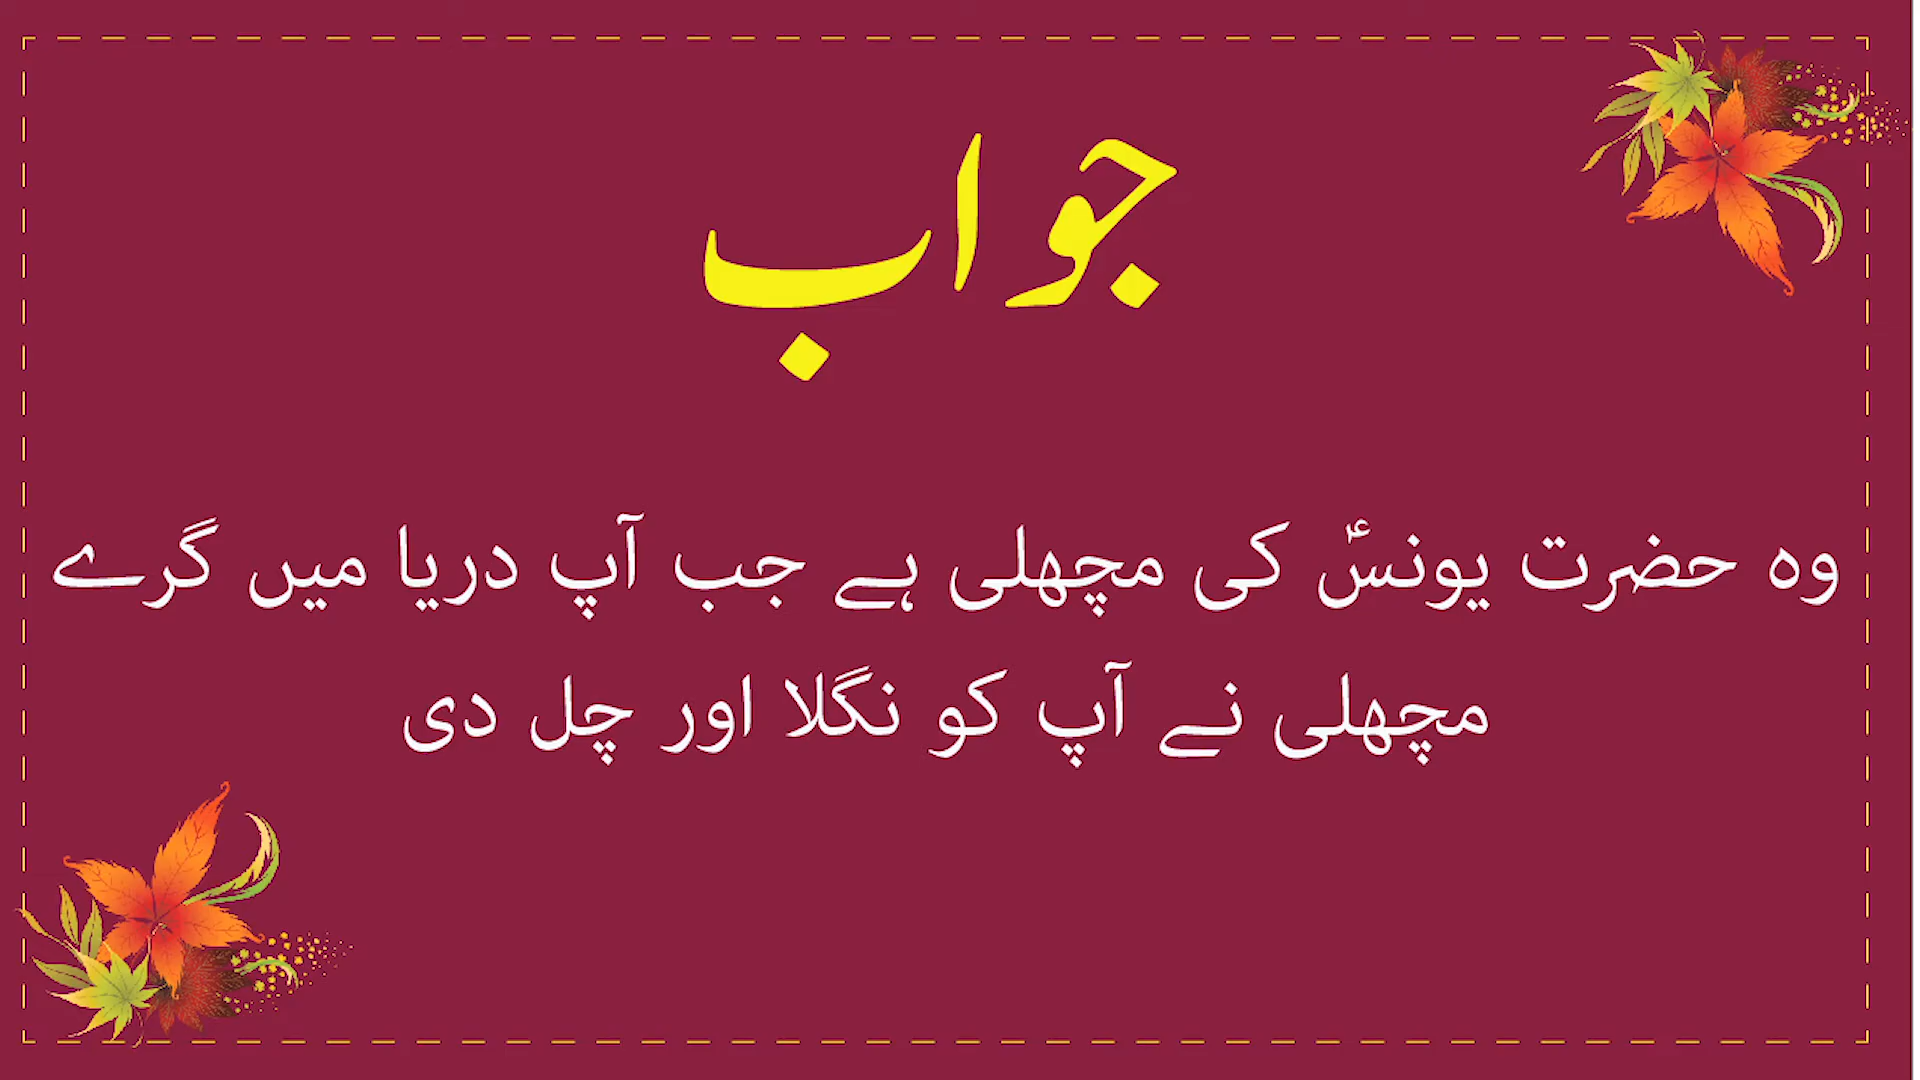 جواب
وہ حضرت یونسؑ کی مچھلی ہے جب آپ دریا میں گرے
مچھلی نے آپ کو نگلا اور چل دی